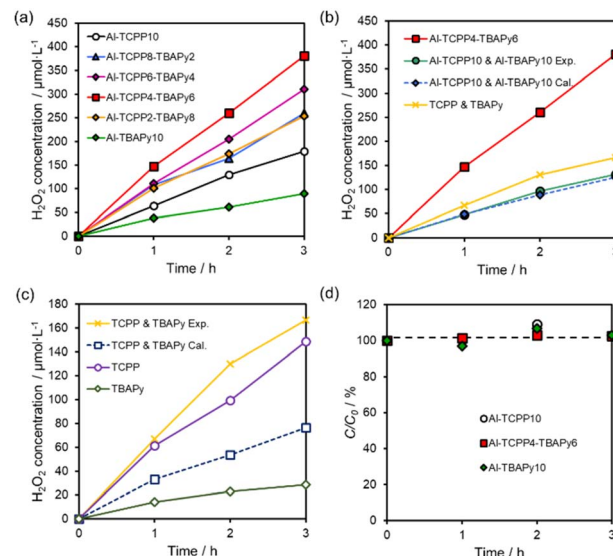 (a)
H₂O₂ concentration / μmol·L⁻¹
450
400
350
300
250
200
150
100
50
0
Al-TCPP10
Al-TCPP8-TBAPy2
Al-TCPP6-TBAPy4
Al-TCPP4-TBAPy6
Al-TCPP2-TBAPy8
Al-TBAPy10
0 1 2 3
Time / h
(b)
H₂O₂ concentration / μmol·L⁻¹
450
400
350
300
250
200
150
100
50
0
Al-TCPP4-TBAPy6
Al-TCPP10 & Al-TBAPy10 Exp.
Al-TCPP10 & Al-TBAPy10 Cal.
TCPP & TBAPy
0 1 2 3
Time / h
(c)
H₂O₂ concentration / μmol·L⁻¹
180
160
140
120
100
80
60
40
20
0
TCPP & TBAPy Exp.
TCPP & TBAPy Cal.
TCPP
TBAPy
0 1 2 3
Time / h
(d)
C/C₀ / %
120
100
80
60
40
20
0
Al-TCPP10
Al-TCPP4-TBAPy6
Al-TBAPy10
0 1 2 3
Time / h